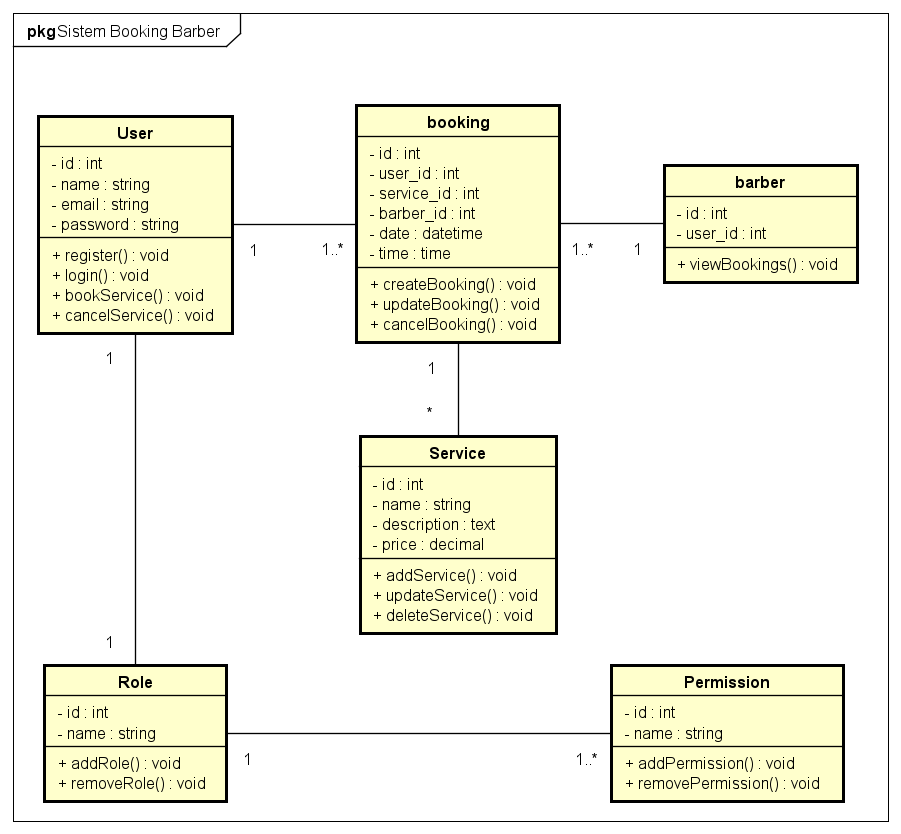 pkg Sistem Booking Barber
User
- id : int
- name : string
- email : string
- password : string
+ register() : void
+ login() : void
+ bookService() : void
+ cancelService() : void
1
1..*
booking
- id : int
- user_id : int
- service_id : int
- barber_id : int
- date : datetime
- time : time
+ createBooking() : void
+ updateBooking() : void
+ cancelBooking() : void
1..*
1
barber
- id : int
- user_id : int
+ viewBookings() : void
1
*
Service
- id : int
- name : string
- description : text
- price : decimal
+ addService() : void
+ updateService() : void
+ deleteService() : void
1
1
Role
- id : int
- name : string
+ addRole() : void
+ removeRole() : void
1
1..*
Permission
- id : int
- name : string
+ addPermission() : void
+ removePermission() : void